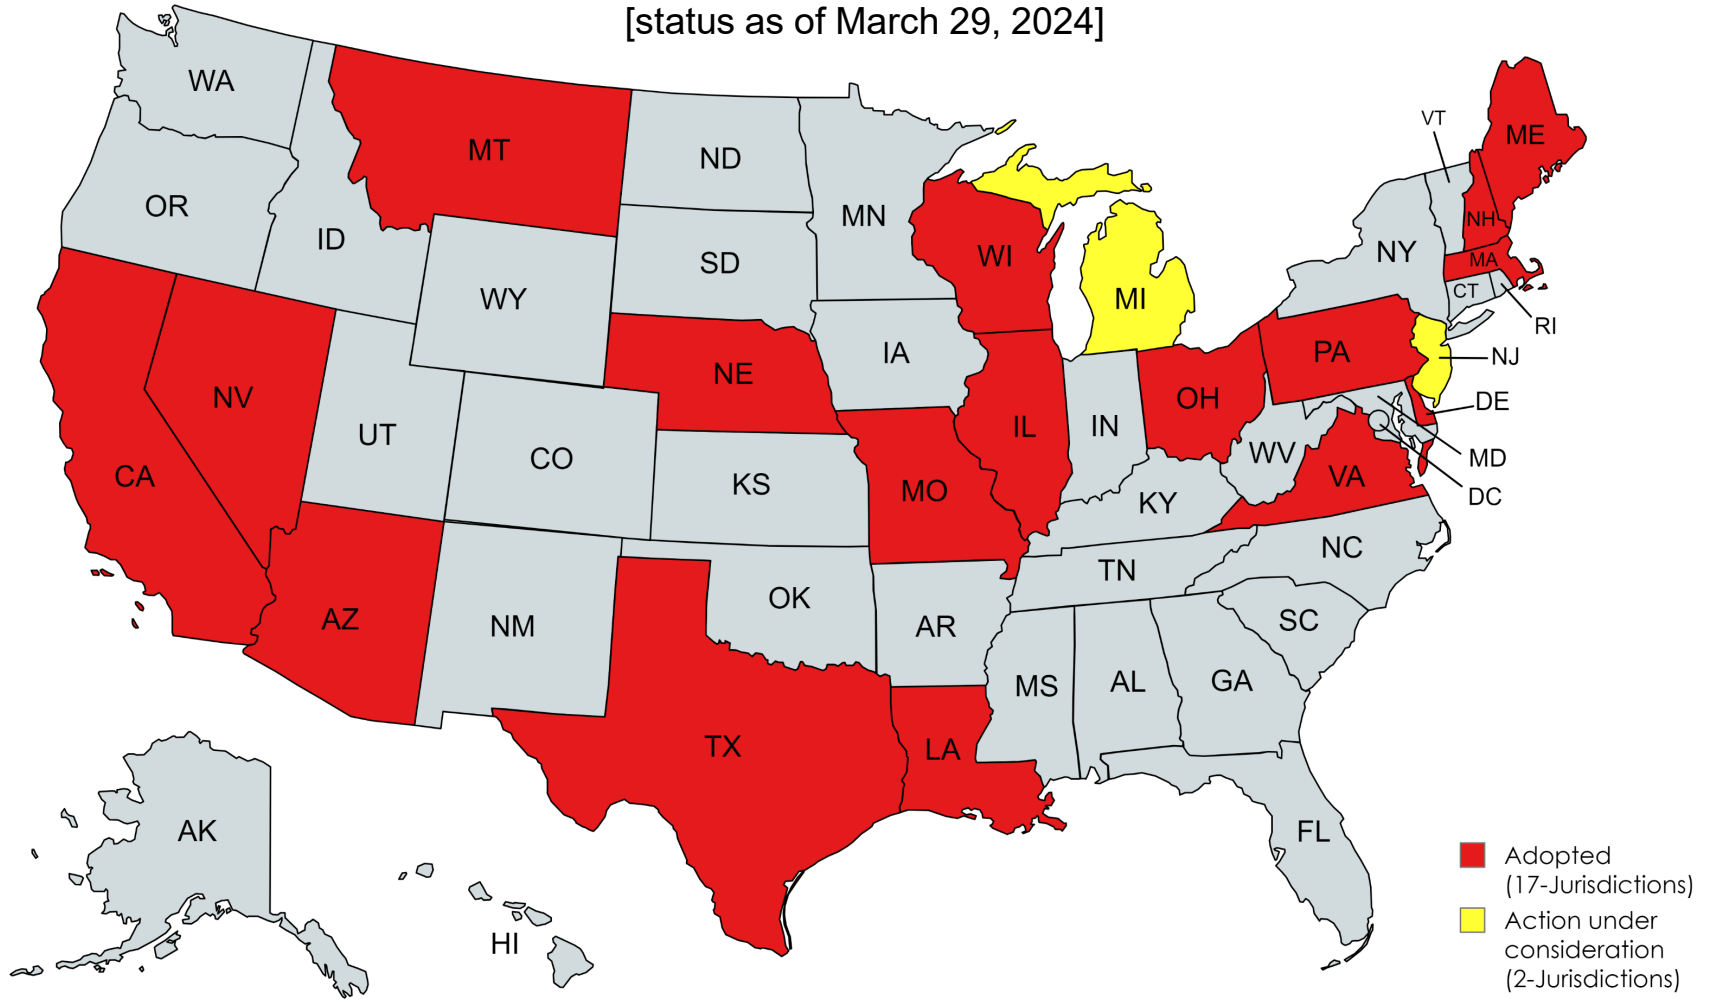 [status as of March 29, 2024]
WA
MT
ND
MN
VT
ME
OR
ID
SD
WI
NH
NY
MA
WY
MI
CT
RI
IA
PA
NJ
NE
NV
OH
DE
UT
CO
IL
IN
MD
CA
KS
MO
WV
VA
DC
KY
NC
TN
AZ
NM
OK
AR
SC
MS
AL
GA
TX
LA
AK
FL
HI
Adopted
(17-Jurisdictions)
Action under
consideration
(2-Jurisdictions)